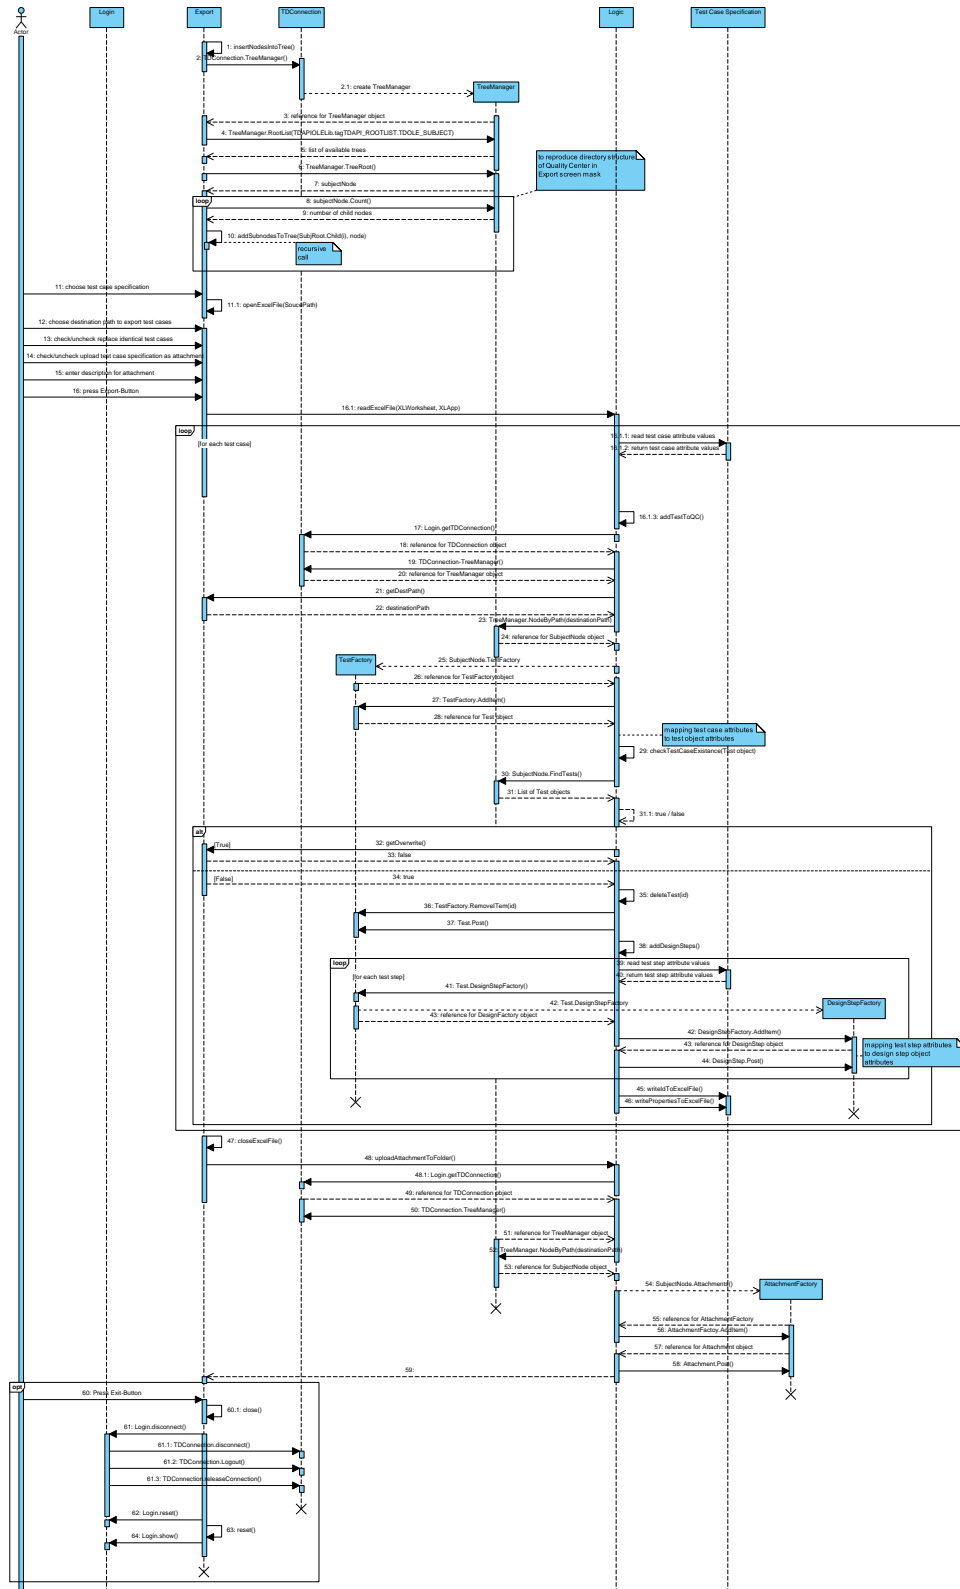 Actor
Login
Export
TDConnection
Logic
Test Case Specification
1: insertNodesIntoTree()
2: TDConnection.TreeManager()
2.1: create TreeManager
TreeManager
3: reference for TreeManager object
4: TreeManager.RootList(TDAPIOLELib.tagTDAPI_ROOTLIST.TDOLE_SUBJECT)
5: list of available trees
to reproduce directory structure
of Quality Center in
Export screen mask
6: TreeManager.TreeRoot()
7: subjectNode
loop
8: subjectNode.Count()
9: number of child nodes
10: addSubnodesToTree(SubjRoot.Child(i), node)
recursive
call
11: choose test case specification
11.1: openExcelFile(SoucePath)
12: choose destination path to export test cases
13: check/uncheck replace identical test cases
14: check/uncheck upload test case specification as attachment
15: enter description for attachment
16: press Export-Button
16.1: readExcelFile(XLWorksheet, XLApp)
loop
[for each test case]
16.1.1: read test case attribute values
16.1.2: return test case attribute values
16.1.3: addTestToQC()
17: Login.getTDConnection()
18: reference for TDConnection object
19: TDConnection-TreeManager()
20: reference for TreeManager object
21: getDestPath()
22: destinationPath
23: TreeManager.NodeByPath(destinationPath)
24: reference for SubjectNode object
TestFactory
25: SubjectNode.TestFactory
26: reference for TestFactory object
27: TestFactory.AddItem()
28: reference for Test object
mapping test case attributes
to test object attributes
29: checkTestCaseExistance(Test object)
30: SubjectNode.FindTests()
31: List of Test objects
31.1: true / false
alt
[True]
32: getOverwrite()
33: false
[False]
34: true
35: deleteTest(id)
36: TestFactory.RemoveITem(id)
37: Test.Post()
38: addDesignSteps()
loop
39: read test step attribute values
[for each test step]
40: return test step attribute values
41: Test.DesignStepFactory()
42: Test.DesignStepFactory
DesignStepFactory
43: reference for DesignFactory object
42: DesignStepFactory.AddItem()
43: reference for DesignStep object
mapping test step attributes
to design step object
attributes
44: DesignStep.Post()
45: writeIdToExcelFile()
46: writePropertiesToExcelFile()
47: closeExcelFile()
48: uploadAttachmentToFolder()
48.1: Login.getTDConnection()
49: reference for TDConnection object
50: TDConnection.TreeManager()
51: reference for TreeManager object
52: TreeManager.NodeByPath(destinationPath)
53: reference for SubjectNode object
54: SubjectNode.Attachment()
AttachmentFactory
55: reference for AttachmentFactory
56: AttachmentFactoy.AddItem()
57: reference for Attachment object
58: Attachment.Post()
59:
opt
60: Press Exit-Button
60.1: close()
61: Login.disconnect()
61.1: TDConnection.disconnect()
61.2: TDConnection.Logout()
61.3: TDConnection.releaseConnection()
62: Login.reset()
63: reset()
64: Login.show()